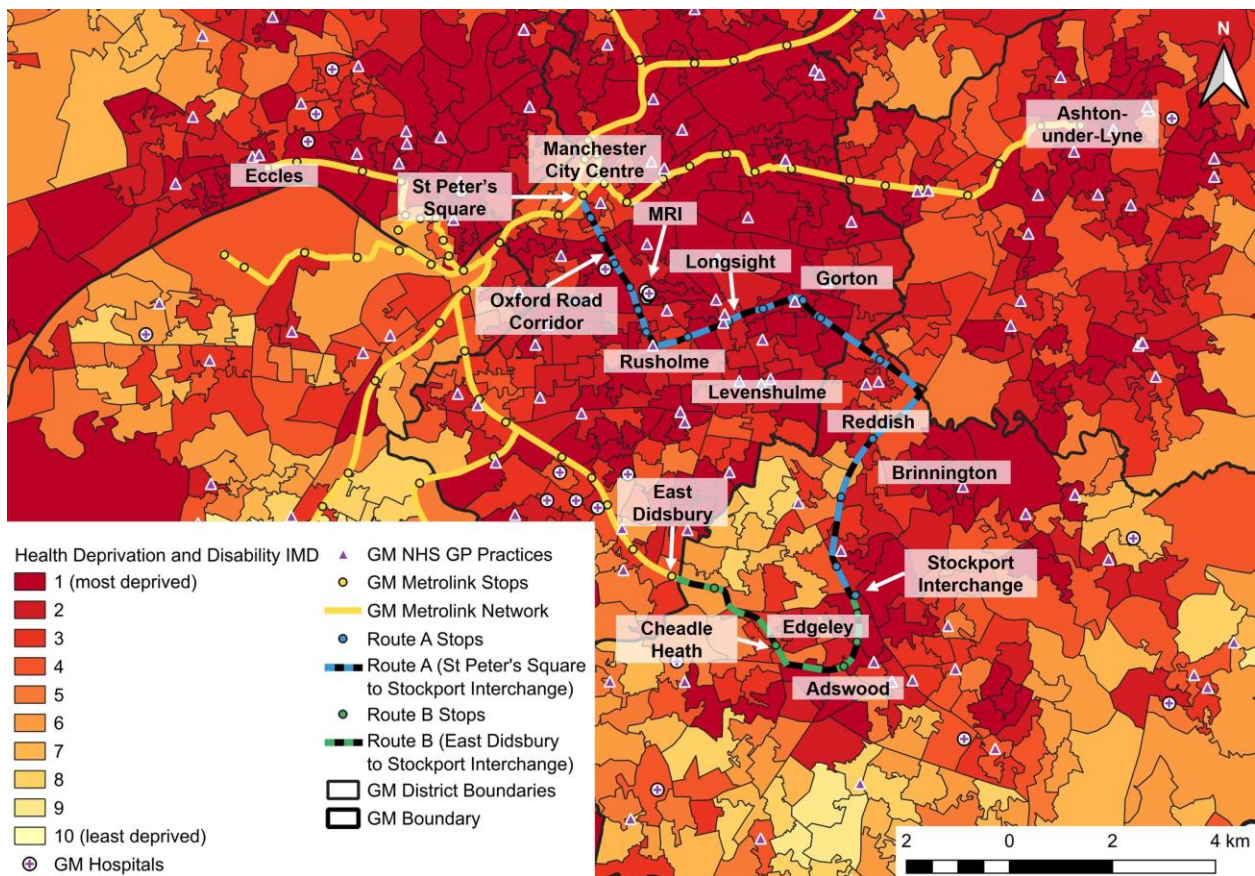 N
Ashton-
under-Lyne
Manchester
City Centre
Eccles
St Peter's
Square
MRI
Longsight
Gorton
Oxford Road
Corridor
Rusholme
Levenshulme
Reddish
Brinnington
East
Didsbury
Stockport
Interchange
Cheadle
Heath
Edgeley
Adswood
Health Deprivation and Disability IMD
1 (most deprived)
2
3
4
5
6
7
8
9
10 (least deprived)
GM Hospitals
GM NHS GP Practices
GM Metrolink Stops
GM Metrolink Network
Route A Stops
Route A (St Peter's Square
to Stockport Interchange)
Route B Stops
Route B (East Didsbury
to Stockport Interchange)
GM District Boundaries
GM Boundary
2 0 2 4 km